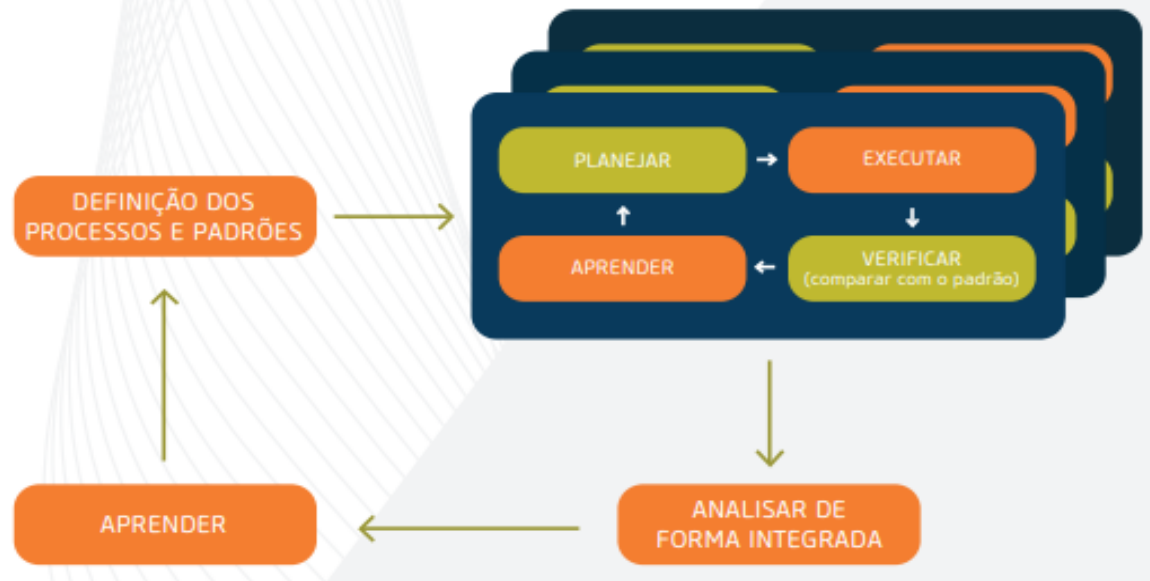 DEFINIÇÃO DOS
PROCESSOS E PADRÕES
PLANEJAR
EXECUTAR
APRENDER
VERIFICAR
(comparar com o padrão)
APRENDER
ANALISAR DE
FORMA INTEGRADA